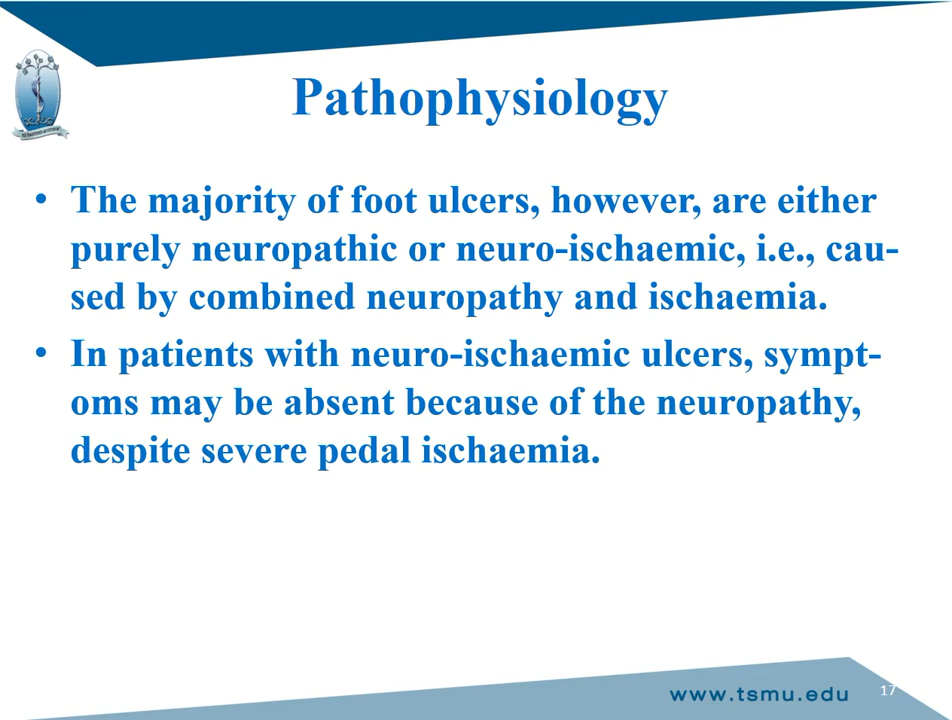 Pathophysiology
• The majority of foot ulcers, however, are either
purely neuropathic or neuro-ischaemic, i.e., cau-
sed by combined neuropathy and ischaemia.
• In patients with neuro-ischaemic ulcers, sympt-
oms may be absent because of the neuropathy,
despite severe pedal ischaemia.
www.tsmu.edu
17